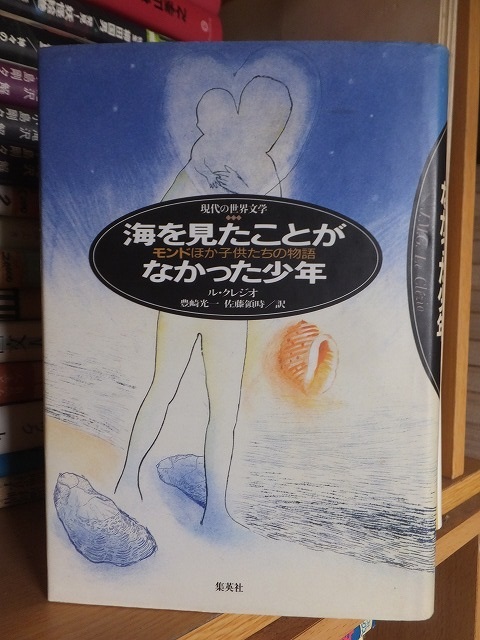 現代の世界文学
海を見たことが
モンドほか子供たちの物語
なかった少年
ル・クレジオ
豊崎光一 佐藤領時/訳
集英社